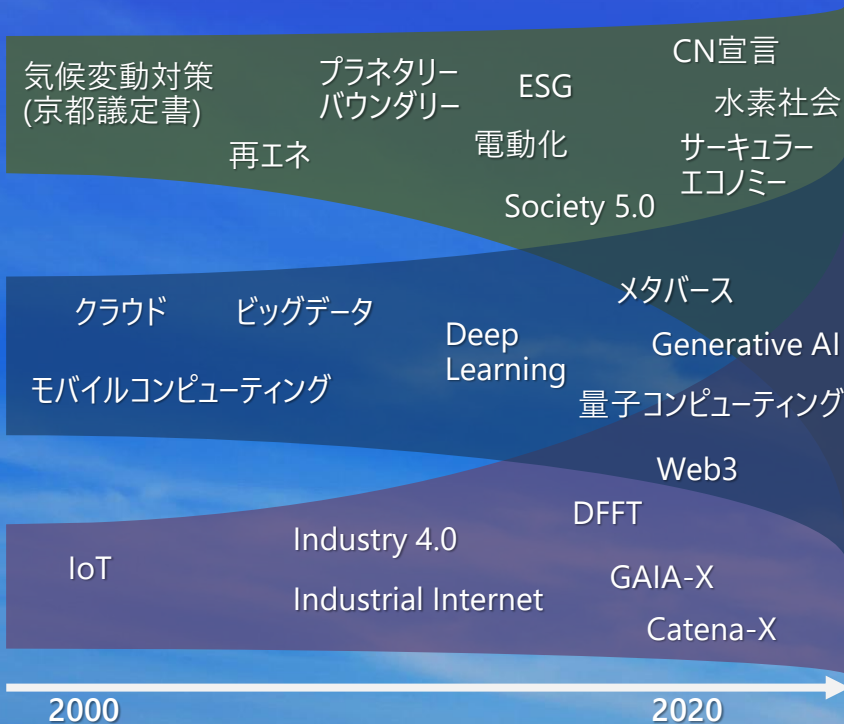 気候変動対策
(京都議定書)
再エネ
プラネタリー
バウンダリー
ESG
電動化
Society 5.0
CN宣言
水素社会
サーキュラー
エコノミー
クラウド
ビッグデータ
モバイルコンピューティング
Deep
Learning
メタバース
Generative AI
量子コンピューティング
Web3
IoT
Industry 4.0
Industrial Internet
DFFT
GAIA-X
Catena-X
2000
2020